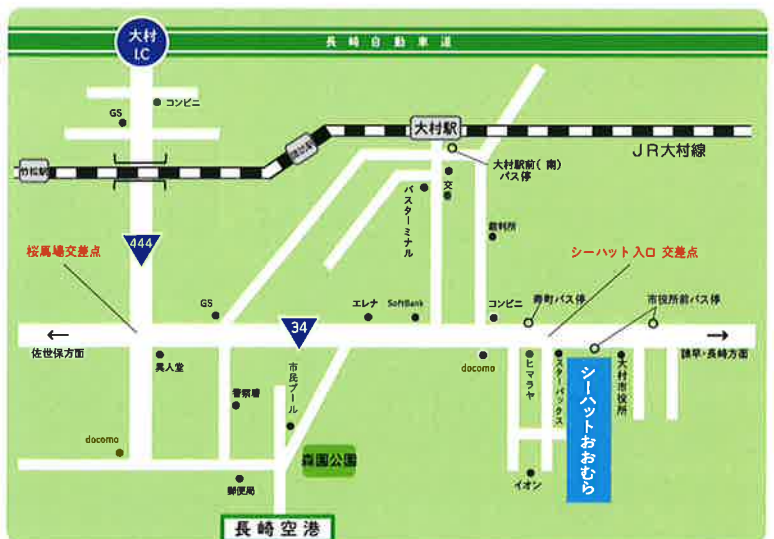 大村
I.C
長崎自動車道
GS
コンビニ
大村駅
竹松駅
JR大村線
大村駅前(南)
バス停
バスターミナル
交
裁判所
444
桜馬場交差点
シーハット入口 交差点
GS
エレナ
SoftBank
コンビニ
寿町バス停
市役所前バス停
34
←
佐世保方面
→
諫早・長崎方面
異人堂
警察署
市民プール
docomo
ヒマラヤ
スターバックス
シーハットおおむら
大村市役所
docomo
森園公園
郵便局
イオン
長崎空港